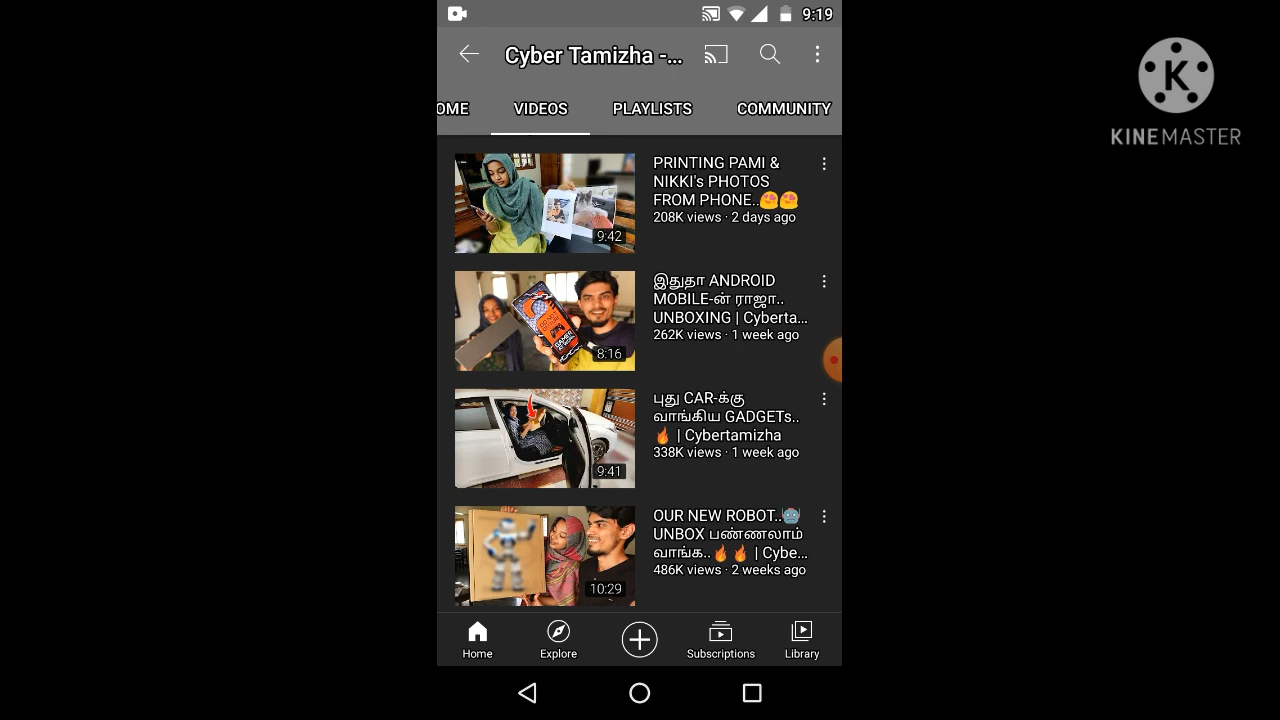 9:19
Cyber Tamizha -...
OME VIDEOS PLAYLISTS COMMUNITY
K
KINEMASTER
PRINTING PAMI &
NIKKI's PHOTOS
FROM PHONE..😍😍
208K views · 2 days ago
9:42
இதுதா ANDROID
MOBILE-ன் ராஜா..
UNBOXING | Cyberta...
262K views · 1 week ago
GAMER
8:16
புது CAR-க்கு
வாங்கிய GADGETs..
🔥 | Cybertamizha
338K views · 1 week ago
9:41
OUR NEW ROBOT..🤖
UNBOX பண்ணலாம்
வாங்க..🔥🔥 | Cybe...
486K views · 2 weeks ago
10:29
Home Explore Subscriptions Library